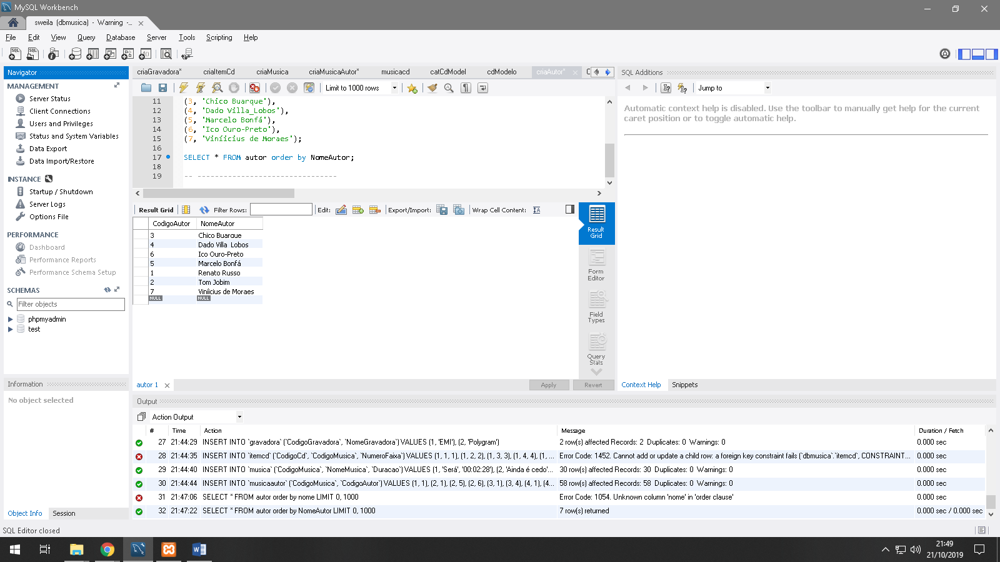 MySQL Workbench
sweila (dbmusica) - Warning -...
File Edit View Query Database Server Tools Scripting Help
Navigator
MANAGEMENT
Server Status
Client Connections
Users and Privileges
Status and System Variables
Data Export
Data Import/Restore
INSTANCE
Startup / Shutdown
Server Logs
Options File
PERFORMANCE
Dashboard
Performance Reports
Performance Schema Setup
SCHEMAS
Filter objects
phpmyadmin
test
Information
No object selected
Object Info Session
criaGravadora* criaItemCd criaMusica criaMusicaAutor* musicacd catCdModel cdModelo criaAutor*
Limit to 1000 rows
11 (3, 'Chico Buarque'),
12 (4, 'Dado Villa_Lobos'),
13 (5, 'Marcelo Bonfá'),
14 (6, 'Ico Ouro-Preto'),
15 (7, 'Viníicius de Moraes');
16
17 SELECT * FROM autor order by NomeAutor;
18
19 -- --------------------------------
Result Grid Filter Rows: Edit: Export/Import: Wrap Cell Content:
CodigoAutor NomeAutor
3 Chico Buarque
4 Dado Villa_Lobos
6 Ico Ouro-Preto
5 Marcelo Bonfá
1 Renato Russo
2 Tom Jobim
7 Viníicius de Moraes
NULL NULL
Result Grid
Form Editor
Field Types
Query Stats
autor 1
Apply Revert
SQL Additions
Jump to
Automatic context help is disabled. Use the toolbar to manually get help for the current
caret position or to toggle automatic help.
Context Help Snippets
Output
Action Output
# Time Action Message Duration / Fetch
27 21:44:29 INSERT INTO `gravadora` (`CodigoGravadora`, `NomeGravadora`) VALUES (1, 'EMI'), (2, 'Polygram') 2 row(s) affected Records: 2 Duplicates: 0 Warnings: 0 0.000 sec
28 21:44:35 INSERT INTO `itemcd` (`CodigoCd`, `CodigoMusica`, `NumeroFaixa`) VALUES (1, 1, 1), (1, 2, 2), (1, 3, 3), (1, 4, 4), (1, ... Error Code: 1452. Cannot add or update a child row: a foreign key constraint fails (`dbmusica`.`itemcd`, CONSTRAINT... 0.000 sec
29 21:44:40 INSERT INTO `musica` (`CodigoMusica`, `NomeMusica`, `Duracao`) VALUES (1, 'Será', '00:02:28'), (2, 'Ainda é cedo'... 30 row(s) affected Records: 30 Duplicates: 0 Warnings: 0 0.000 sec
30 21:44:44 INSERT INTO `musicaautor` (`CodigoMusica`, `CodigoAutor`) VALUES (1, 1), (2, 1), (2, 5), (2, 6), (3, 1), (3, 4), (4, 1), (4... 58 row(s) affected Records: 58 Duplicates: 0 Warnings: 0 0.000 sec
31 21:47:06 SELECT * FROM autor order by nome LIMIT 0, 1000 Error Code: 1054. Unknown column 'nome' in 'order clause' 0.000 sec
32 21:47:22 SELECT * FROM autor order by NomeAutor LIMIT 0, 1000 7 row(s) returned 0.000 sec / 0.000 sec
SQL Editor closed
21:49
21/10/2019